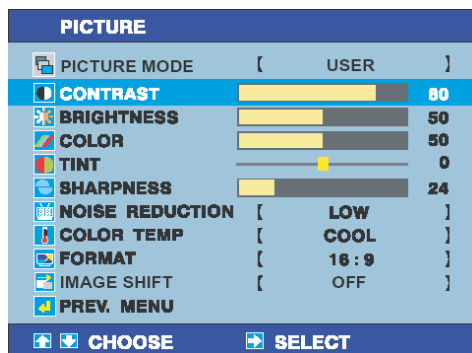 PICTURE
PICTURE MODE [ USER ]
CONTRAST 80
BRIGHTNESS 50
COLOR 50
TINT 0
SHARPNESS 24
NOISE REDUCTION [ LOW ]
COLOR TEMP [ COOL ]
FORMAT [ 16:9 ]
IMAGE SHIFT [ OFF ]
PREV. MENU
CHOOSE SELECT